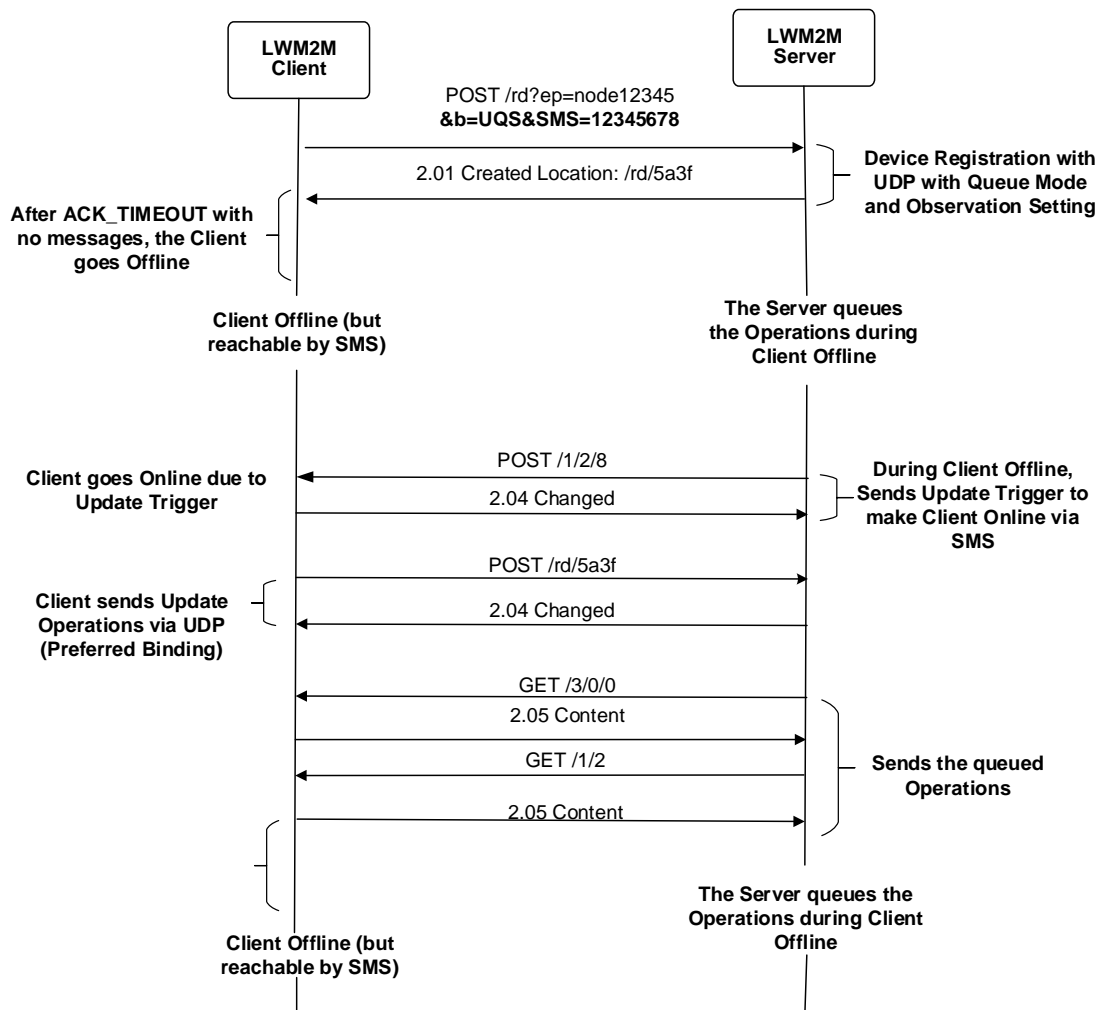 LWM2M
Client
LWM2M
Server
POST /rd?ep=node12345
&b=UQS&SMS=12345678
2.01 Created Location: /rd/5a3f
Device Registration with
UDP with Queue Mode
and Observation Setting
After ACK_TIMEOUT with
no messages, the Client
goes Offline
Client Offline (but
reachable by SMS)
The Server queues
the Operations during
Client Offline
POST /1/2/8
Client goes Online due to
Update Trigger
2.04 Changed
During Client Offline,
Sends Update Trigger to
make Client Online via
SMS
POST /rd/5a3f
Client sends Update
Operations via UDP
(Preferred Binding)
2.04 Changed
GET /3/0/0
2.05 Content
GET /1/2
Sends the queued
Operations
2.05 Content
The Server queues the
Operations during Client
Offline
Client Offline (but
reachable by SMS)